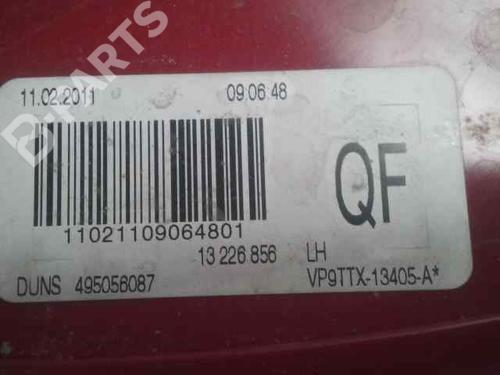 B-PARTS
11.02.2011 09:06:48
11021109064801
QF
13 226 856 LH
DUNS 495056087 VP9TTX-13405-A*